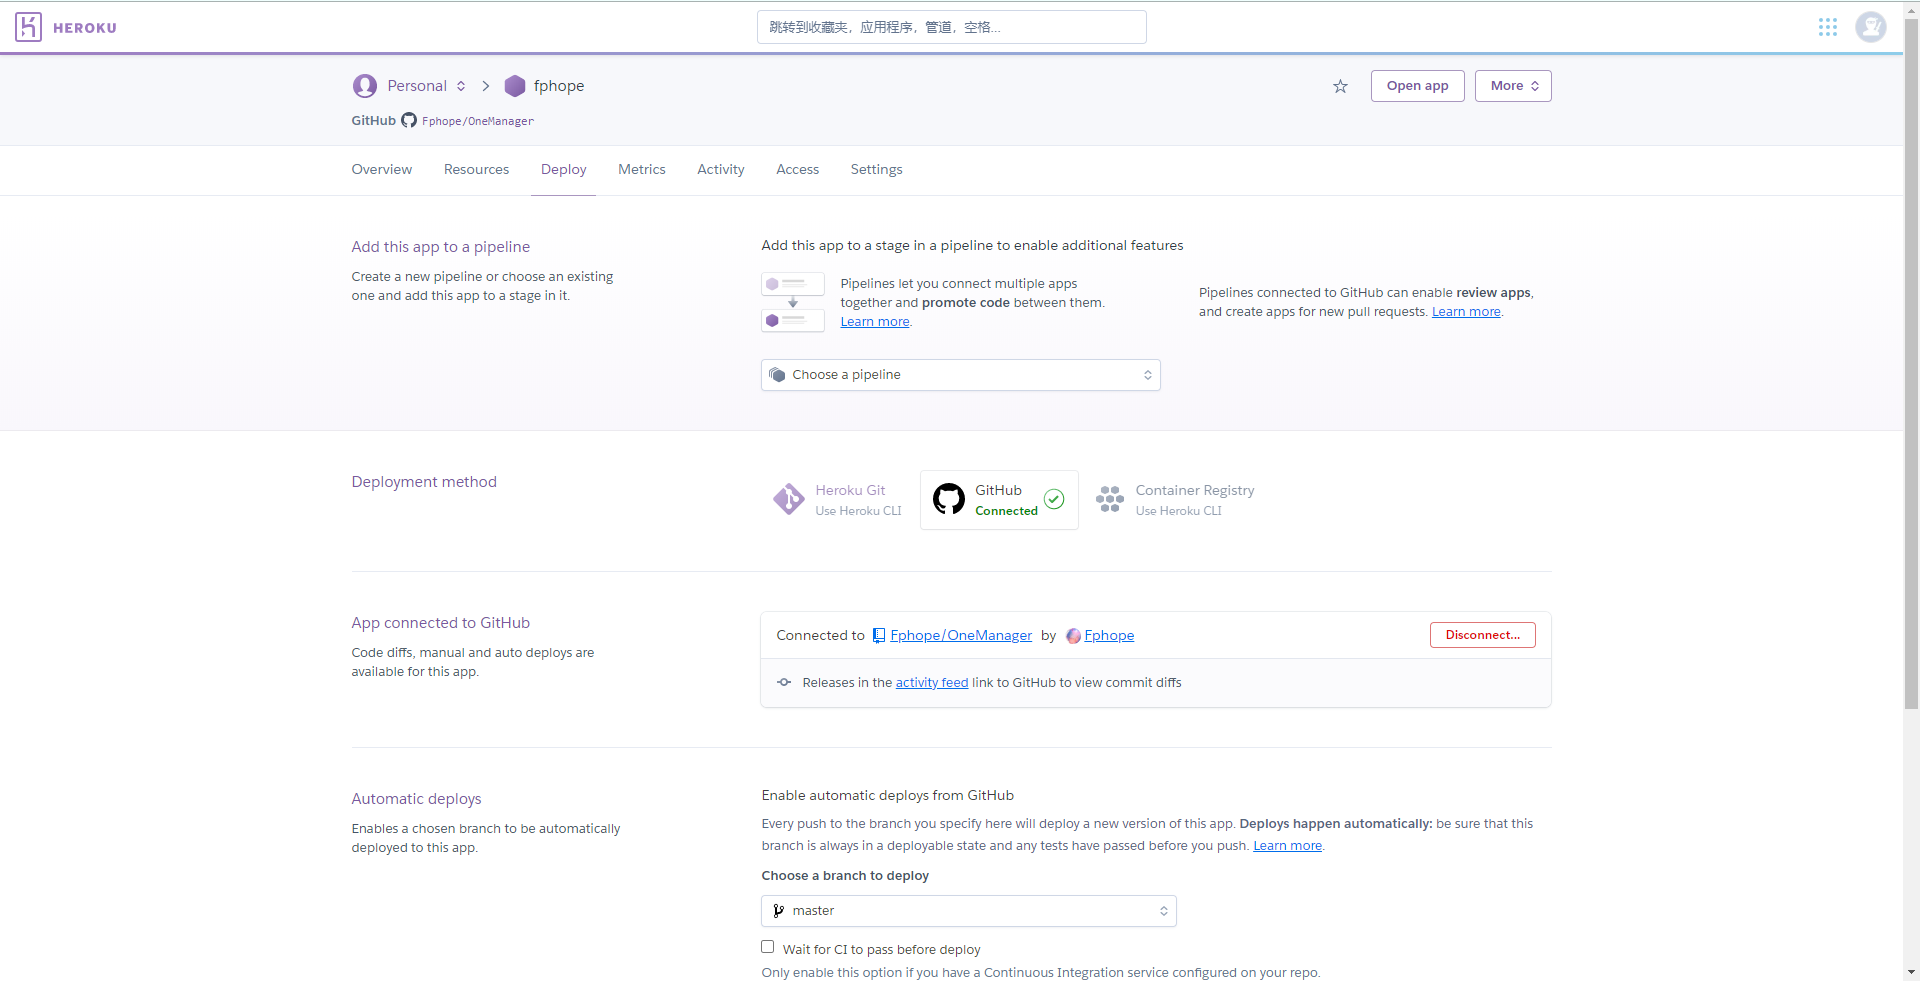 HEROKU
跳转到收藏夹，应用程序，管道，空格...
Personal
fphope
Open app
More
GitHub Fphope/OneManager
Overview
Resources
Deploy
Metrics
Activity
Access
Settings
Add this app to a pipeline
Create a new pipeline or choose an existing
one and add this app to a stage in it.
Add this app to a stage in a pipeline to enable additional features
Pipelines let you connect multiple apps
together and promote code between them.
Learn more.
Pipelines connected to GitHub can enable review apps,
and create apps for new pull requests. Learn more.
Choose a pipeline
Deployment method
Heroku Git
Use Heroku CLI
GitHub
Connected
Container Registry
Use Heroku CLI
App connected to GitHub
Code diffs, manual and auto deploys are
available for this app.
Connected to Fphope/OneManager by Fphope
Disconnect...
Releases in the activity feed link to GitHub to view commit diffs
Automatic deploys
Enables a chosen branch to be automatically
deployed to this app.
Enable automatic deploys from GitHub
Every push to the branch you specify here will deploy a new version of this app. Deploys happen automatically: be sure that this
branch is always in a deployable state and any tests have passed before you push. Learn more.
Choose a branch to deploy
master
Wait for CI to pass before deploy
Only enable this option if you have a Continuous Integration service configured on your repo.